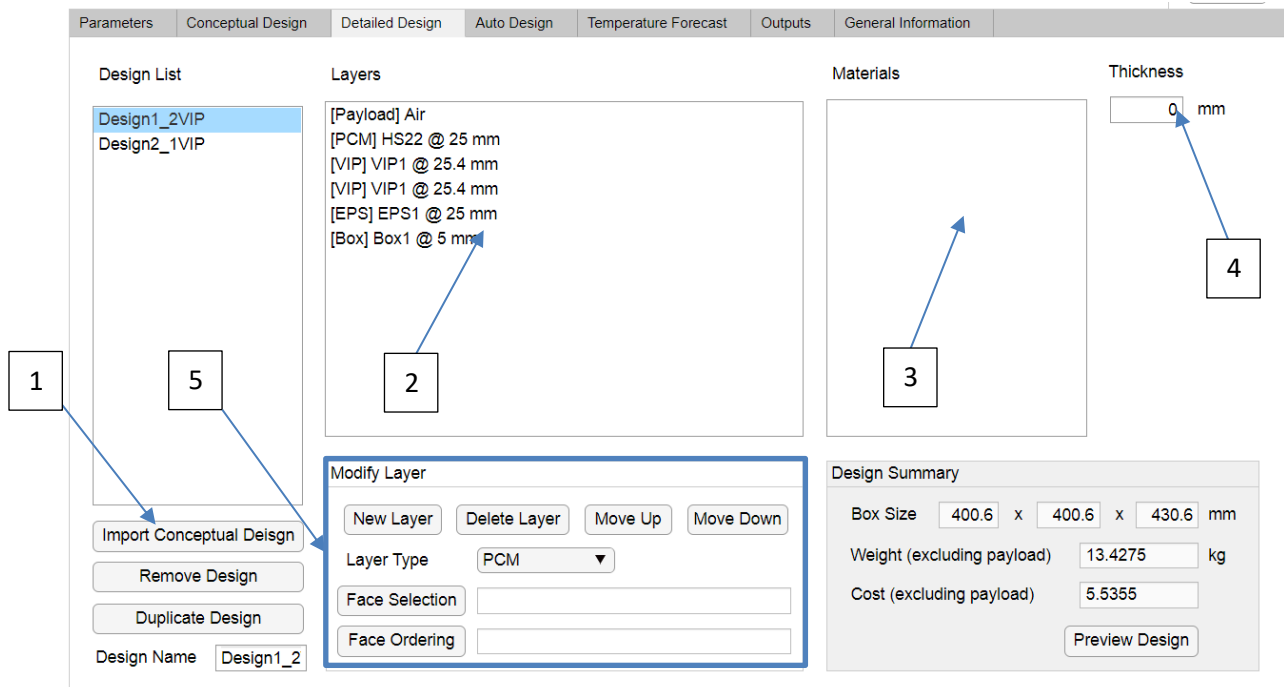 Parameters Conceptual Design Detailed Design Auto Design Temperature Forecast Outputs General Information
Design List Layers Materials Thickness
0 mm
Design1_2VIP
Design2_1VIP
[Payload] Air
[PCM] HS22 @ 25 mm
[VIP] VIP1 @ 25.4 mm
[VIP] VIP1 @ 25.4 mm
[EPS] EPS1 @ 25 mm
[Box] Box1 @ 5 mm
1
5
2
3
4
Import Conceptual Deisgn
Remove Design
Duplicate Design
Design Name Design1_2
Modify Layer
New Layer Delete Layer Move Up Move Down
Layer Type PCM
Face Selection
Face Ordering
Design Summary
Box Size 400.6 x 400.6 x 430.6 mm
Weight (excluding payload) 13.4275 kg
Cost (excluding payload) 5.5355
Preview Design